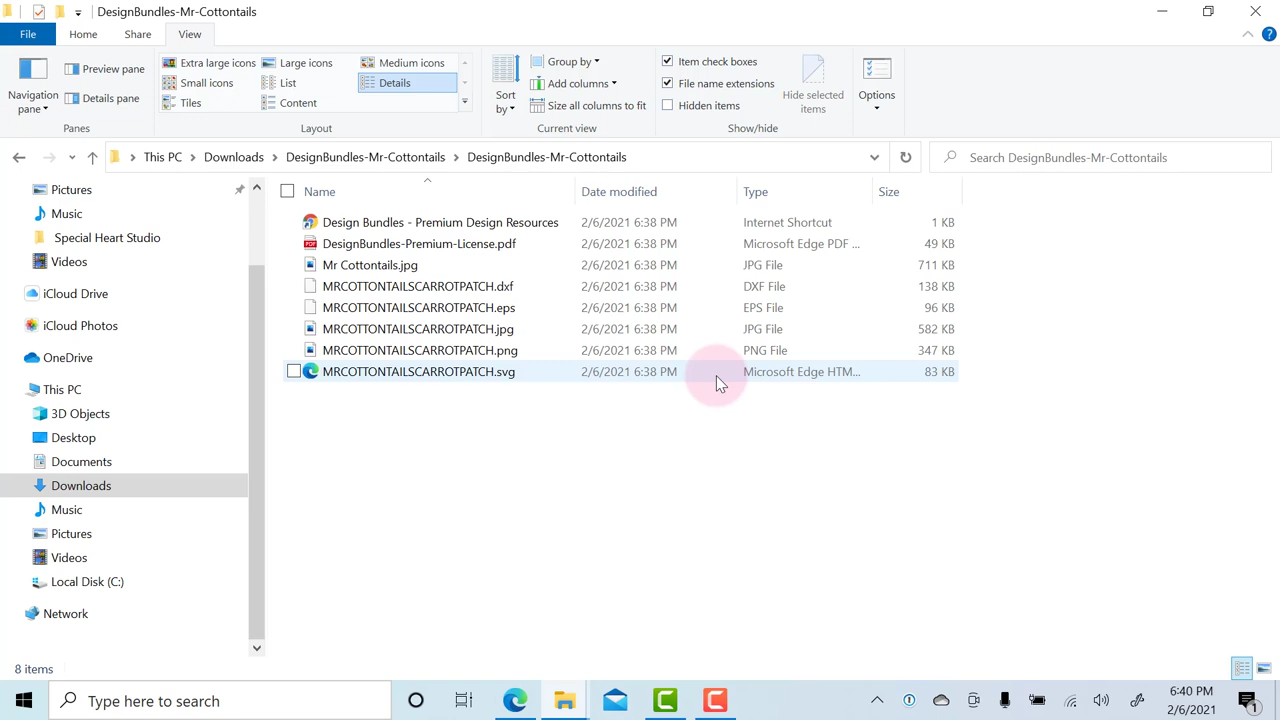 DesignBundles-Mr-Cottontails
File Home Share View
Navigation pane
Preview pane
Details pane
Panes
Extra large icons Large icons Medium icons
Small icons List Details
Tiles Content
Layout
Sort by
Group by
Add columns
Size all columns to fit
Current view
Item check boxes
File name extensions
Hidden items
Hide selected items
Show/hide
Options
This PC > Downloads > DesignBundles-Mr-Cottontails > DesignBundles-Mr-Cottontails
Search DesignBundles-Mr-Cottontails
Pictures
Music
Special Heart Studio
Videos
iCloud Drive
iCloud Photos
OneDrive
This PC
3D Objects
Desktop
Documents
Downloads
Music
Pictures
Videos
Local Disk (C:)
Network
Name Date modified Type Size
Design Bundles - Premium Design Resources 2/6/2021 6:38 PM Internet Shortcut 1 KB
PDF DesignBundles-Premium-License.pdf 2/6/2021 6:38 PM Microsoft Edge PDF ... 49 KB
Mr Cottontails.jpg 2/6/2021 6:38 PM JPG File 711 KB
MRCOTTONTAILSCARROTPATCH.dxf 2/6/2021 6:38 PM DXF File 138 KB
MRCOTTONTAILSCARROTPATCH.eps 2/6/2021 6:38 PM EPS File 96 KB
MRCOTTONTAILSCARROTPATCH.jpg 2/6/2021 6:38 PM JPG File 582 KB
MRCOTTONTAILSCARROTPATCH.png 2/6/2021 6:38 PM PNG File 347 KB
MRCOTTONTAILSCARROTPATCH.svg 2/6/2021 6:38 PM Microsoft Edge HTM... 83 KB
8 items
Type here to search
6:40 PM
2/6/2021
1